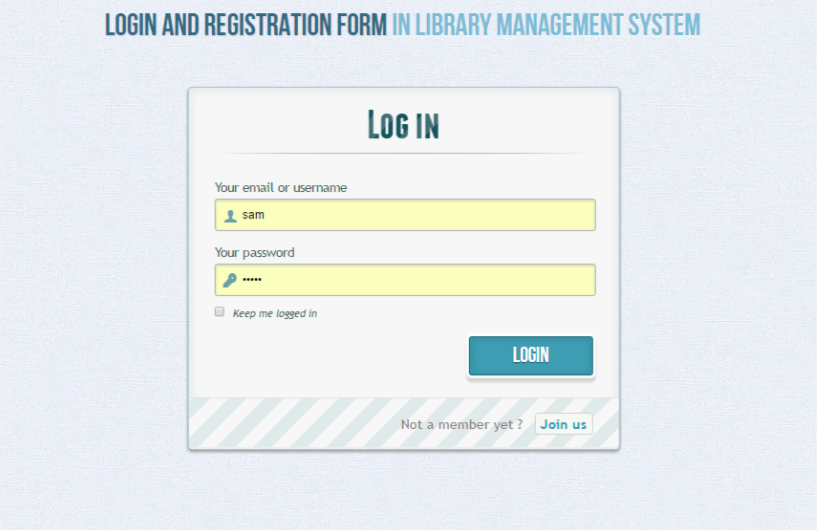 LOGIN AND REGISTRATION FORM IN LIBRARY MANAGEMENT SYSTEM
LOG IN
Your email or username
sam
Your password
•••••
Keep me logged in
LOGIN
Not a member yet ? Join us